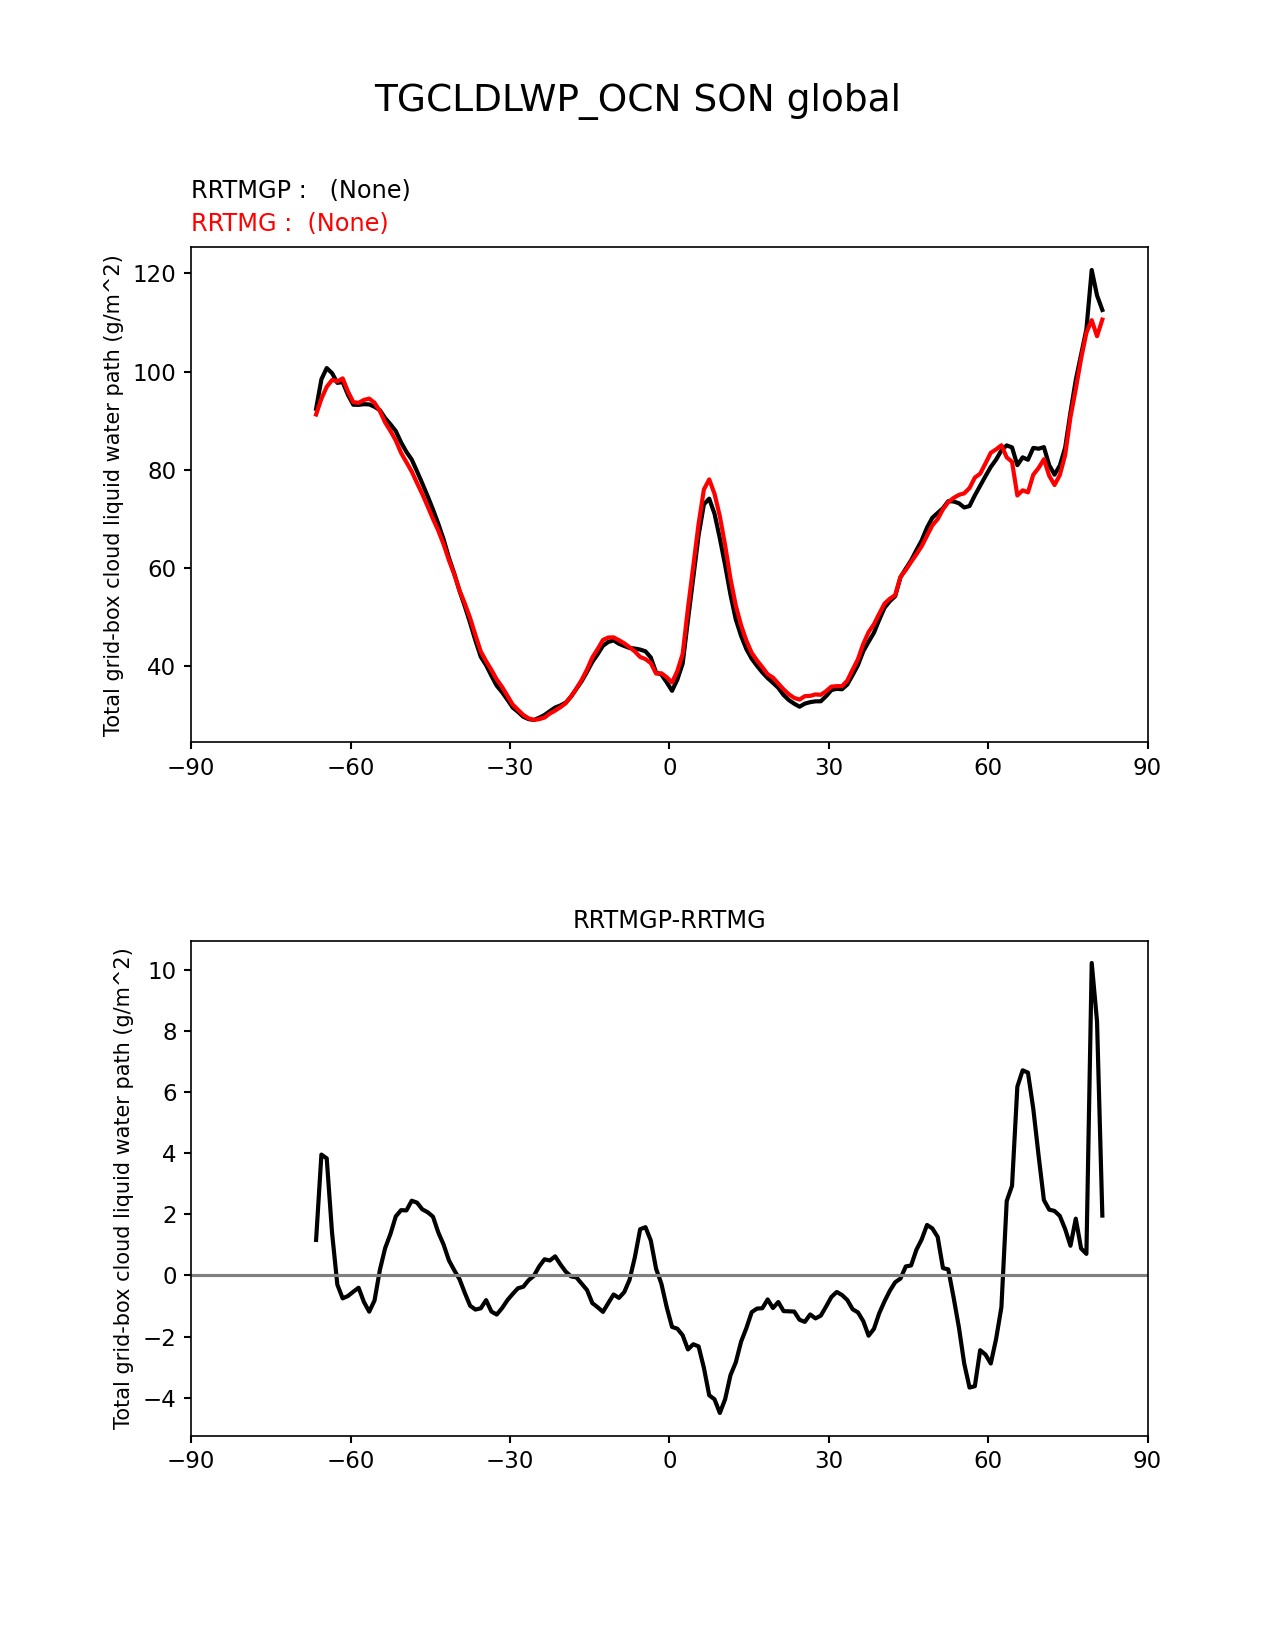 TGCLDLWP_OCN SON global
RRTMGP :   (None)
RRTMG :  (None)
Total grid-box cloud liquid water path (g/m^2)
120
100
80
60
40
−90 −60 −30 0 30 60 90
RRTMGP-RRTMG
Total grid-box cloud liquid water path (g/m^2)
10
8
6
4
2
0
−2
−4
−90 −60 −30 0 30 60 90